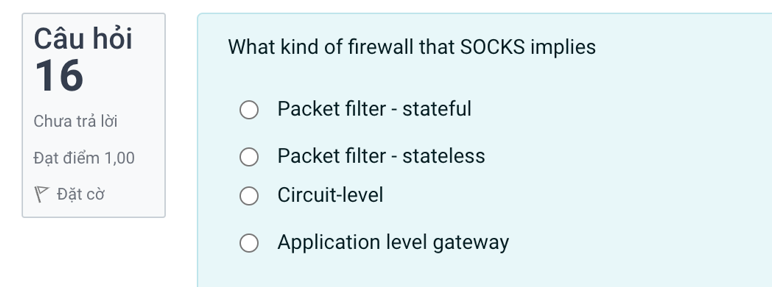 Câu hỏi
16
Chưa trả lời
Đạt điểm 1,00
Đặt cờ
What kind of firewall that SOCKS implies
Packet filter - stateful
Packet filter - stateless
Circuit-level
Application level gateway